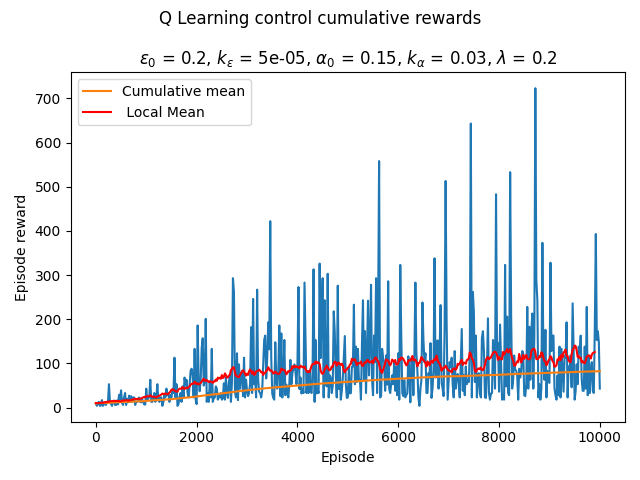 Q Learning control cumulative rewards
ε₀ = 0.2, kε = 5e-05, α₀ = 0.15, kα = 0.03, λ = 0.2
Cumulative mean
Local Mean
Episode reward
700
600
500
400
300
200
100
0
0 2000 4000 6000 8000 10000
Episode